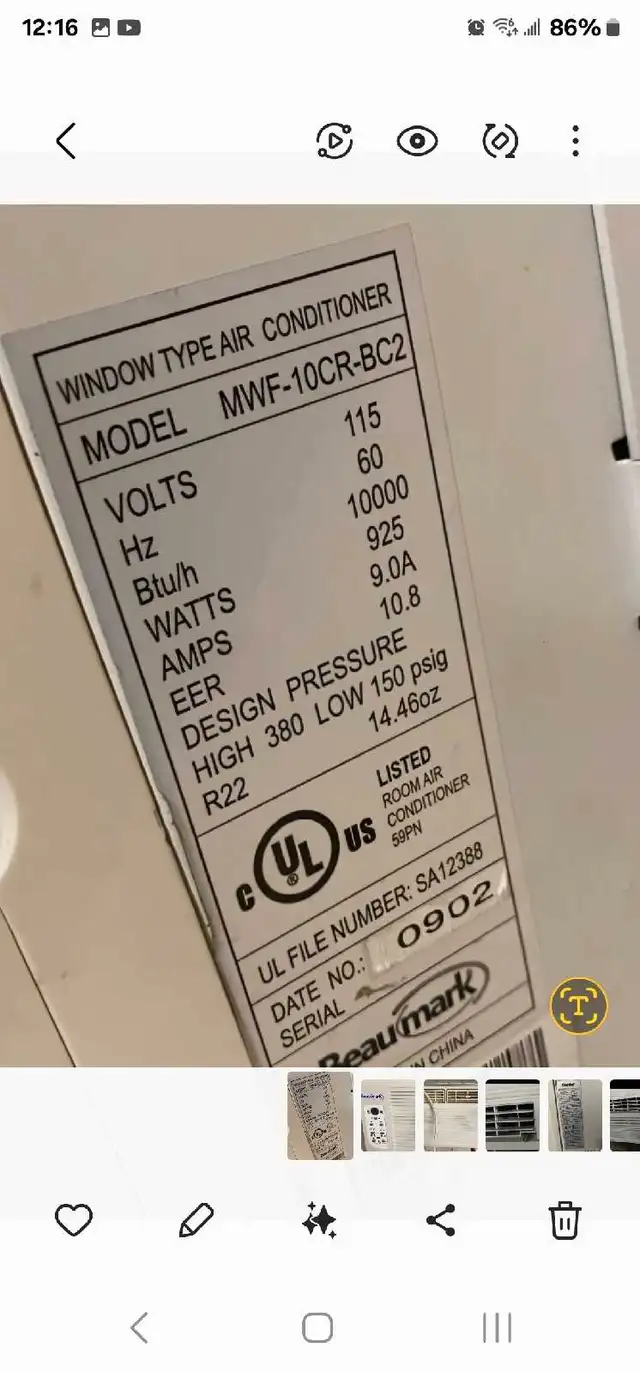 12:16
86%
WINDOW TYPE AIR CONDITIONER
MODEL MWF-10CR-BC2
VOLTS 115
Hz 60
Btu/h 10000
WATTS 925
AMPS 9.0A
EER 10.8
DESIGN PRESSURE
HIGH 380 LOW 150 psig
R22 14.46oz
C UL® US
LISTED
ROOM AIR
CONDITIONER
59PN
UL FILE NUMBER: SA12388
DATE NO.: 0902
SERIAL
Beaumark
IN CHINA
T